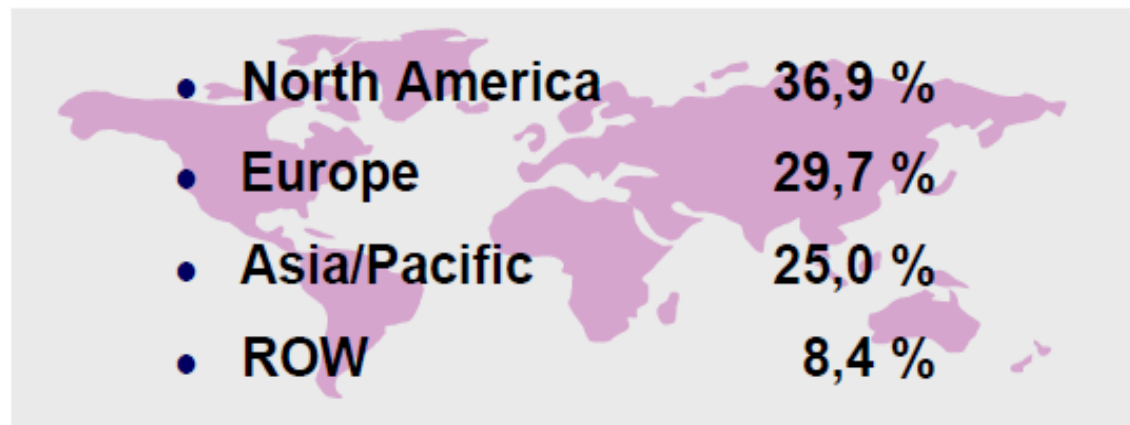 • North America 36,9 %
• Europe 29,7 %
• Asia/Pacific 25,0 %
• ROW 8,4 %